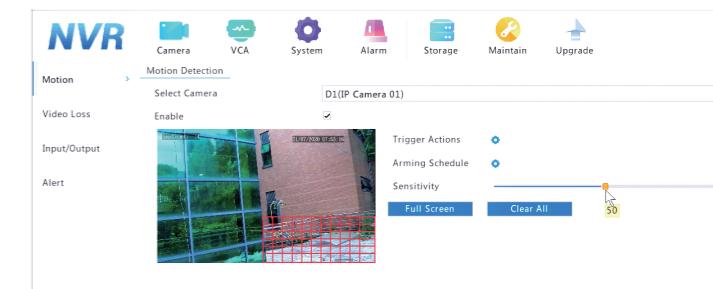 NVR
Camera VCA System Alarm Storage Maintain Upgrade
Motion >
Motion Detection
Select Camera D1(IP Camera 01)
Video Loss
Enable
Input/Output
Trigger Actions
Arming Schedule
Alert
Sensitivity
Full Screen Clear All 50